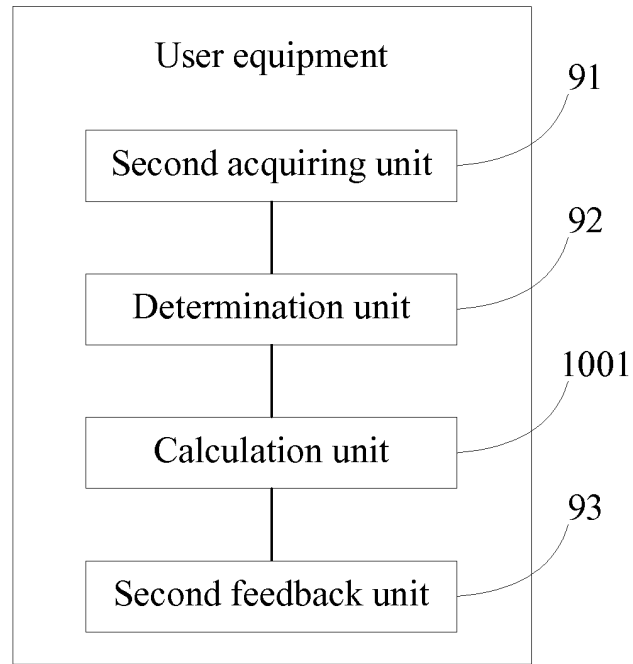 User equipment
91
Second acquiring unit
92
Determination unit
1001
Calculation unit
93
Second feedback unit